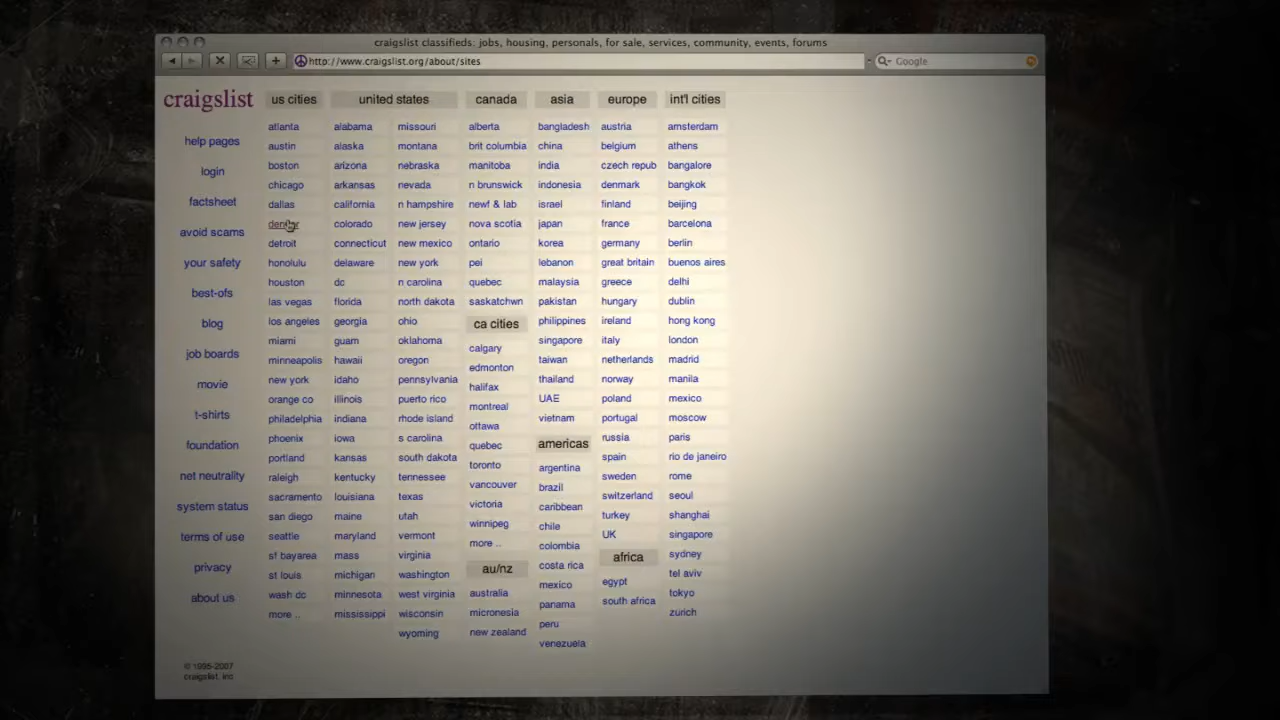 craigslist classifieds: jobs, housing, personals, for sale, services, community, events, forums
http://www.craigslist.org/about/sites
Google
craigslist
help pages
login
factsheet
avoid scams
your safety
best-ofs
blog
job boards
movie
t-shirts
foundation
net neutrality
system status
terms of use
privacy
about us
© 1995-2007
craigslist, inc
us cities
atlanta
austin
boston
chicago
dallas
denver
detroit
honolulu
houston
las vegas
los angeles
miami
minneapolis
new york
orange co
philadelphia
phoenix
portland
raleigh
sacramento
san diego
seattle
sf bayarea
st louis
wash dc
more ..
united states
alabama
alaska
arizona
arkansas
california
colorado
connecticut
delaware
dc
florida
georgia
guam
hawaii
idaho
illinois
indiana
iowa
kansas
kentucky
louisiana
maine
maryland
mass
michigan
minnesota
mississippi
missouri
montana
nebraska
nevada
n hampshire
new jersey
new mexico
new york
n carolina
north dakota
ohio
oklahoma
oregon
pennsylvania
puerto rico
rhode island
s carolina
south dakota
tennessee
texas
utah
vermont
virginia
washington
west virginia
wisconsin
wyoming
canada
alberta
brit columbia
manitoba
n brunswick
newf & lab
nova scotia
ontario
pei
quebec
saskatchwn
ca cities
calgary
edmonton
halifax
montreal
ottawa
quebec
toronto
vancouver
victoria
winnipeg
more ..
au/nz
australia
micronesia
new zealand
asia
bangladesh
china
india
indonesia
israel
japan
korea
lebanon
malaysia
pakistan
philippines
singapore
taiwan
thailand
UAE
vietnam
americas
argentina
brazil
caribbean
chile
colombia
costa rica
mexico
panama
peru
venezuela
europe
austria
belgium
czech repub
denmark
finland
france
germany
great britain
greece
hungary
ireland
italy
netherlands
norway
poland
portugal
russia
spain
sweden
switzerland
turkey
UK
africa
egypt
south africa
int'l cities
amsterdam
athens
bangalore
bangkok
beijing
barcelona
berlin
buenos aires
delhi
dublin
hong kong
london
madrid
manila
mexico
moscow
paris
rio de janeiro
rome
seoul
shanghai
singapore
sydney
tel aviv
tokyo
zurich